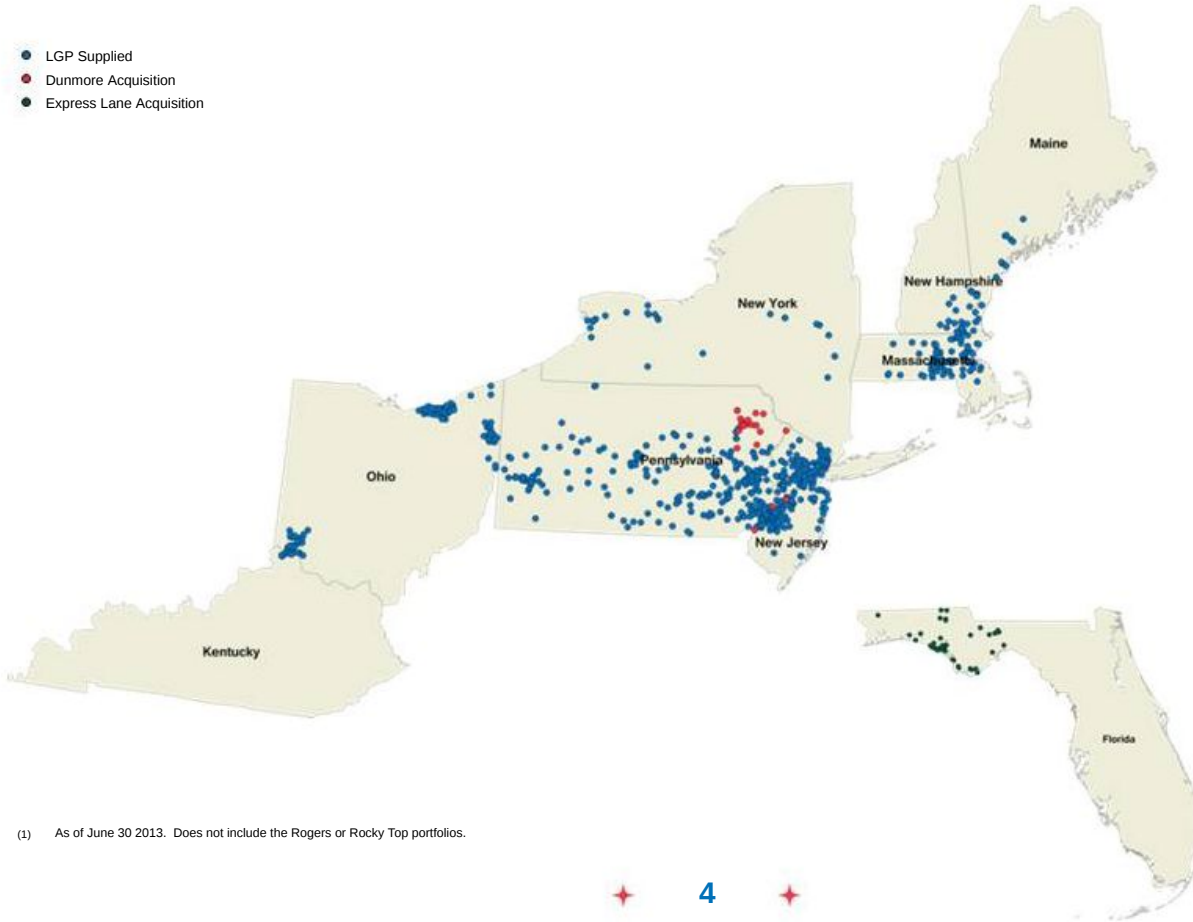 LGP Supplied
Dunmore Acquisition
Express Lane Acquisition
Maine
New Hampshire
New York
Massachusetts
Pennsylvania
Ohio
New Jersey
Kentucky
Florida
(1) As of June 30 2013. Does not include the Rogers or Rocky Top portfolios.
4